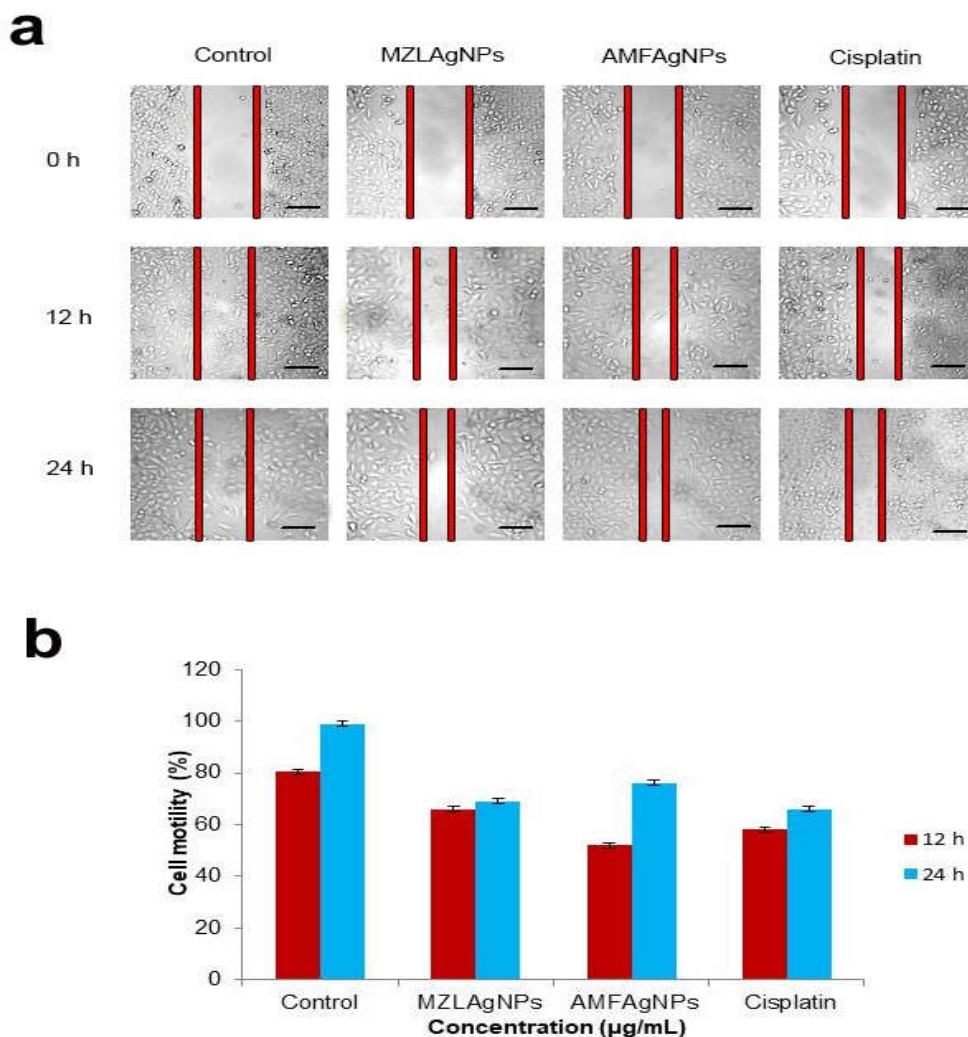 a
Control MZLAgNPs AMFAgNPs Cisplatin
0 h
12 h
24 h
b
120
100
80
60
40
20
0
Cell motility (%)
Control MZLAgNPs AMFAgNPs Cisplatin
Concentration (µg/mL)
12 h
24 h